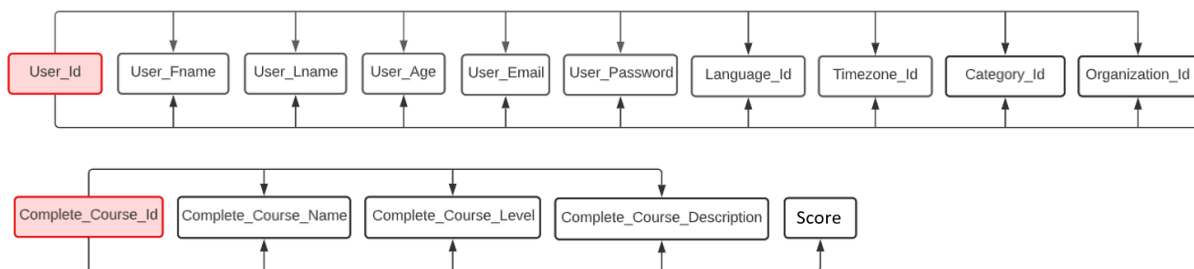 User_Id User_Fname User_Lname User_Age User_Email User_Password Language_Id Timezone_Id Category_Id Organization_Id
Complete_Course_Id Complete_Course_Name Complete_Course_Level Complete_Course_Description Score